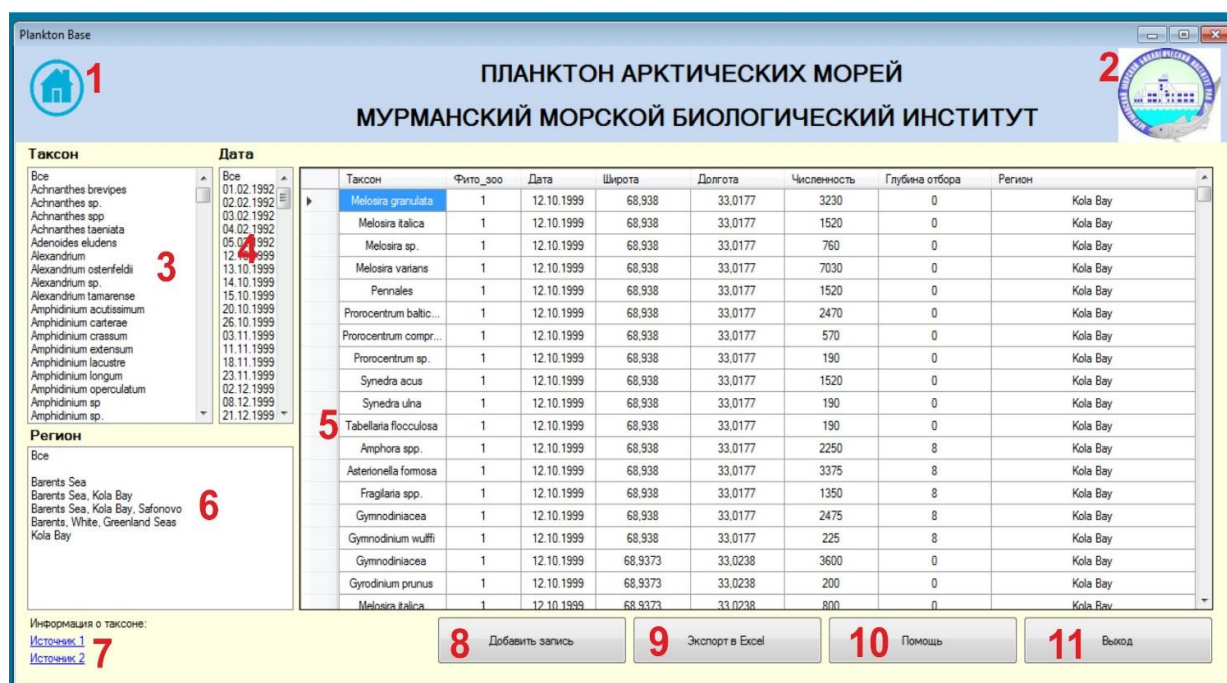 Plankton Base
1
ПЛАНКТОН АРКТИЧЕСКИХ МОРЕЙ
МУРМАНСКИЙ МОРСКОЙ БИОЛОГИЧЕСКИЙ ИНСТИТУТ
2
Таксон
Все
Achnanthes brevipes
Achnanthes sp.
Achnanthes spp
Achnanthes taeniata
Adenoides eludens
Alexandrium
Alexandrium ostenfeldii
Alexandrium sp.
Alexandrium tamarense
Amphidinium acutissimum
Amphidinium carterae
Amphidinium crassum
Amphidinium extensum
Amphidinium lacustre
Amphidinium longum
Amphidinium operculatum
Amphidinium sp
Amphidinium sp.
3
Дата
Все
01.02.1992
02.02.1992
03.02.1992
04.02.1992
13.10.1999
14.10.1999
15.10.1999
20.10.1999
26.10.1999
03.11.1999
11.11.1999
18.11.1999
23.11.1999
02.12.1999
08.12.1999
21.12.1999
4
Таксон Фито_зоо Дата Широта Долгота Численность Глубина отбора Регион
Melosira granulata 1 12.10.1999 68,938 33,0177 3230 0 Kola Bay
Melosira italica 1 12.10.1999 68,938 33,0177 1520 0 Kola Bay
Melosira sp. 1 12.10.1999 68,938 33,0177 760 0 Kola Bay
Melosira varians 1 12.10.1999 68,938 33,0177 7030 0 Kola Bay
Pennales 1 12.10.1999 68,938 33,0177 1520 0 Kola Bay
Prorocentrum baltic... 1 12.10.1999 68,938 33,0177 2470 0 Kola Bay
Prorocentrum compr... 1 12.10.1999 68,938 33,0177 570 0 Kola Bay
Prorocentrum sp. 1 12.10.1999 68,938 33,0177 190 0 Kola Bay
Synedra acus 1 12.10.1999 68,938 33,0177 1520 0 Kola Bay
Synedra ulna 1 12.10.1999 68,938 33,0177 190 0 Kola Bay
5 Tabellaria flocculosa 1 12.10.1999 68,938 33,0177 190 0 Kola Bay
Amphora spp. 1 12.10.1999 68,938 33,0177 2250 8 Kola Bay
Asterionella formosa 1 12.10.1999 68,938 33,0177 3375 8 Kola Bay
Fragilaria spp. 1 12.10.1999 68,938 33,0177 1350 8 Kola Bay
Gymnodiniacea 1 12.10.1999 68,938 33,0177 2475 8 Kola Bay
Gymnodinium wulffi 1 12.10.1999 68,938 33,0177 225 8 Kola Bay
Gymnodiniacea 1 12.10.1999 68,9373 33,0238 3600 0 Kola Bay
Gyrodinium prunus 1 12.10.1999 68,9373 33,0238 200 0 Kola Bay
Melosira italica 1 12.10.1999 68,9373 33,0238 800 0 Kola Bay
Регион
Все
Barents Sea
Barents Sea, Kola Bay
Barents Sea, Kola Bay, Safonovo
Barents, White, Greenland Seas
Kola Bay
6
Информация о таксоне:
Источник 1
Источник 2
7
8 Добавить запись
9 Экспорт в Excel
10 Помощь
11 Выход